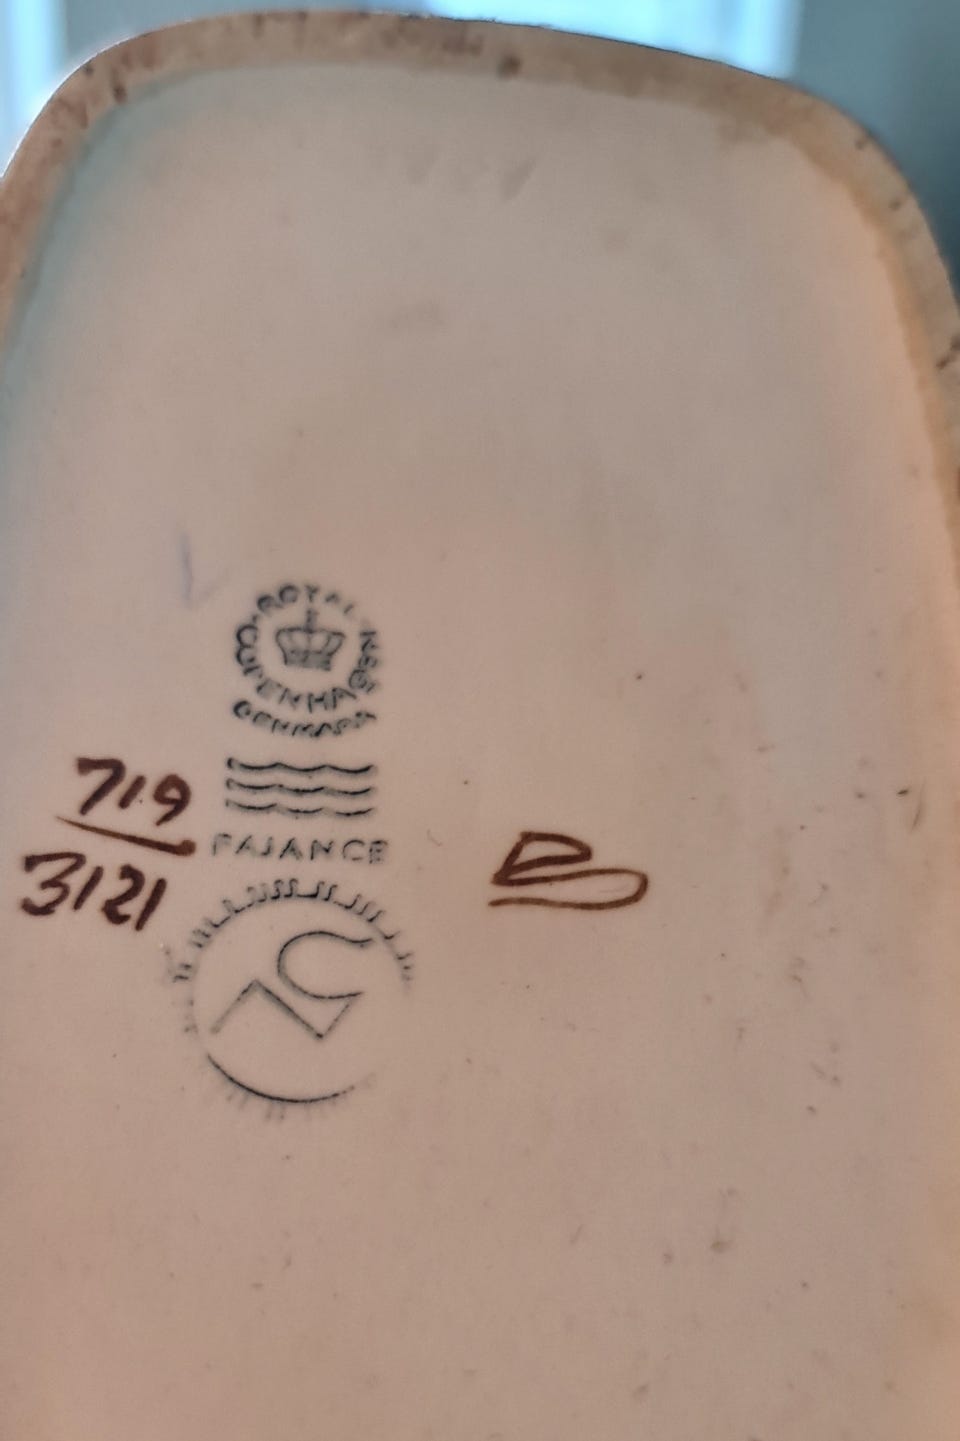 ROYAL
COPENHAGEN
DENMARK
719
3121
FAJANCE